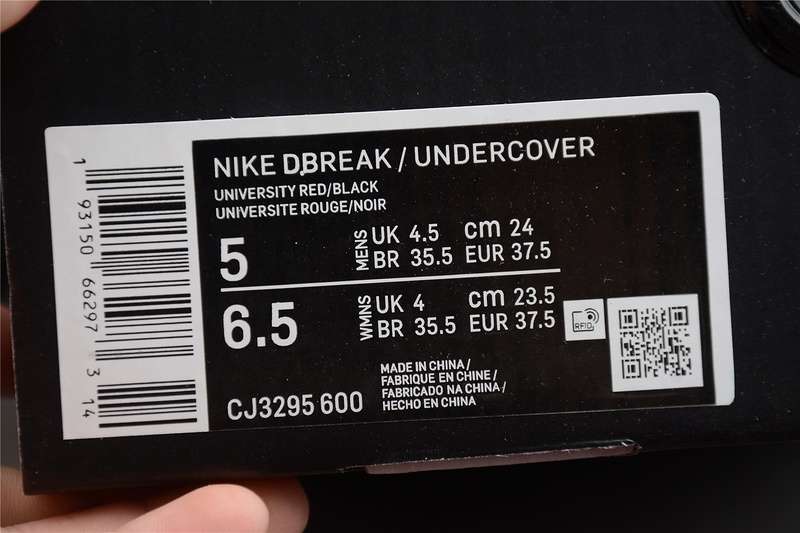 NIKE D.BREAK / UNDERCOVER
UNIVERSITY RED/BLACK
UNIVERSITE ROUGE/NOIR
5
MENS
UK 4.5 cm 24
BR 35.5 EUR 37.5
6.5
WMNS
UK 4 cm 23.5
BR 35.5 EUR 37.5
RFID
CJ3295 600
MADE IN CHINA /
FABRIQUE EN CHINE /
FABRICADO NA CHINA /
HECHO EN CHINA
1 93150 66297 3 14